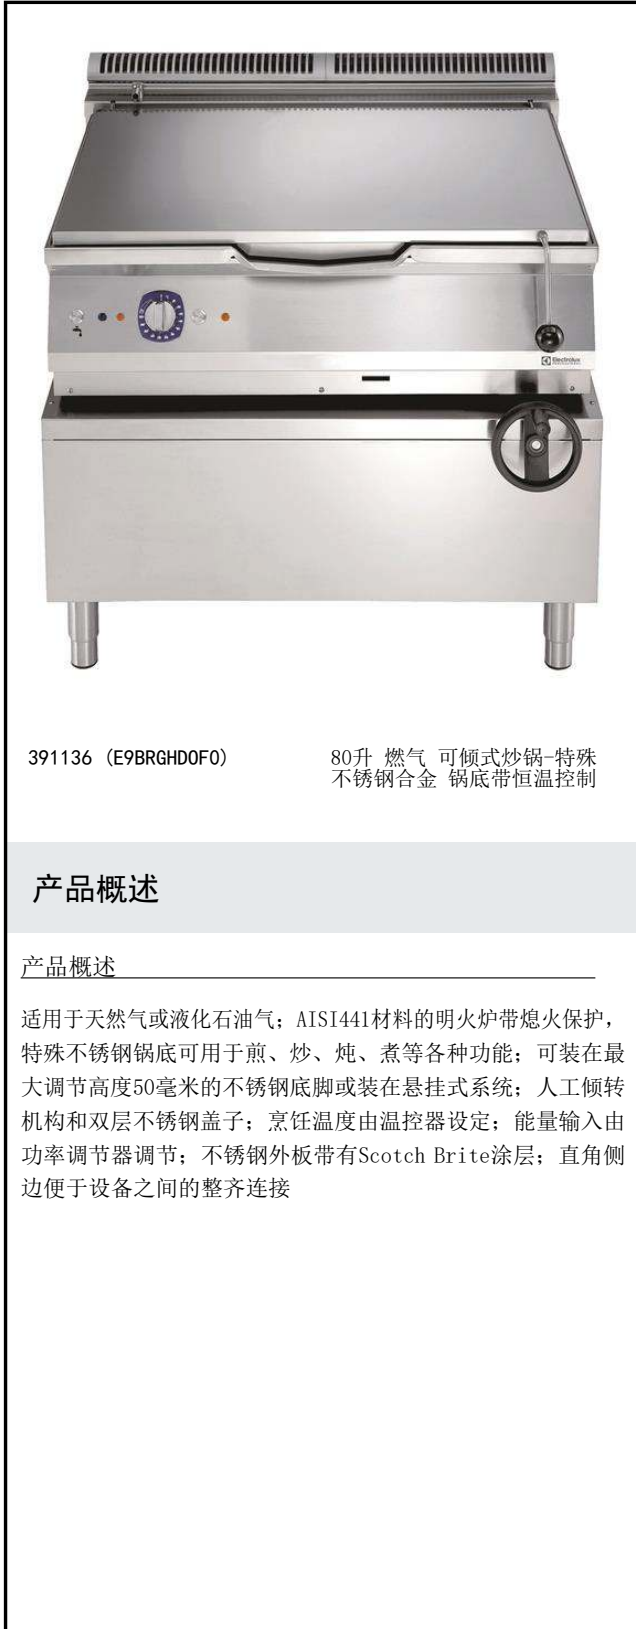 Electrolux
391136 (E9BRGHDOFO)
80升 燃气 可倾式炒锅-特殊
不锈钢合金 锅底带恒温控制
产品概述
产品概述
适用于天然气或液化石油气；AISI441材料的明火炉带熄火保护，
特殊不锈钢锅底可用于煎、炒、炖、煮等各种功能；可装在最
大调节高度50毫米的不锈钢底脚或装在悬挂式系统；人工倾转
机构和双层不锈钢盖子；烹饪温度由温控器设定；能量输入由
功率调节器调节；不锈钢外板带有Scotch Brite涂层；直角侧
边便于设备之间的整齐连接